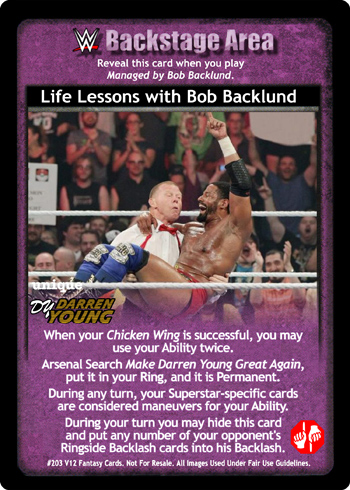 W Backstage Area
Reveal this card when you play
Managed by Bob Backlund.
Life Lessons with Bob Backlund
unique
DY DARREN
YOUNG
When your Chicken Wing is successful, you may
use your Ability twice.
Arsenal Search Make Darren Young Great Again,
put it in your Ring, and it is Permanent.
During any turn, your Superstar-specific cards
are considered maneuvers for your Ability.
During your turn you may hide this card
and put any number of your opponent's
Ringside Backlash cards into his Backlash.
#203 V12 Fantasy Cards. Not For Resale. All Images Used Under Fair Use Guidelines.